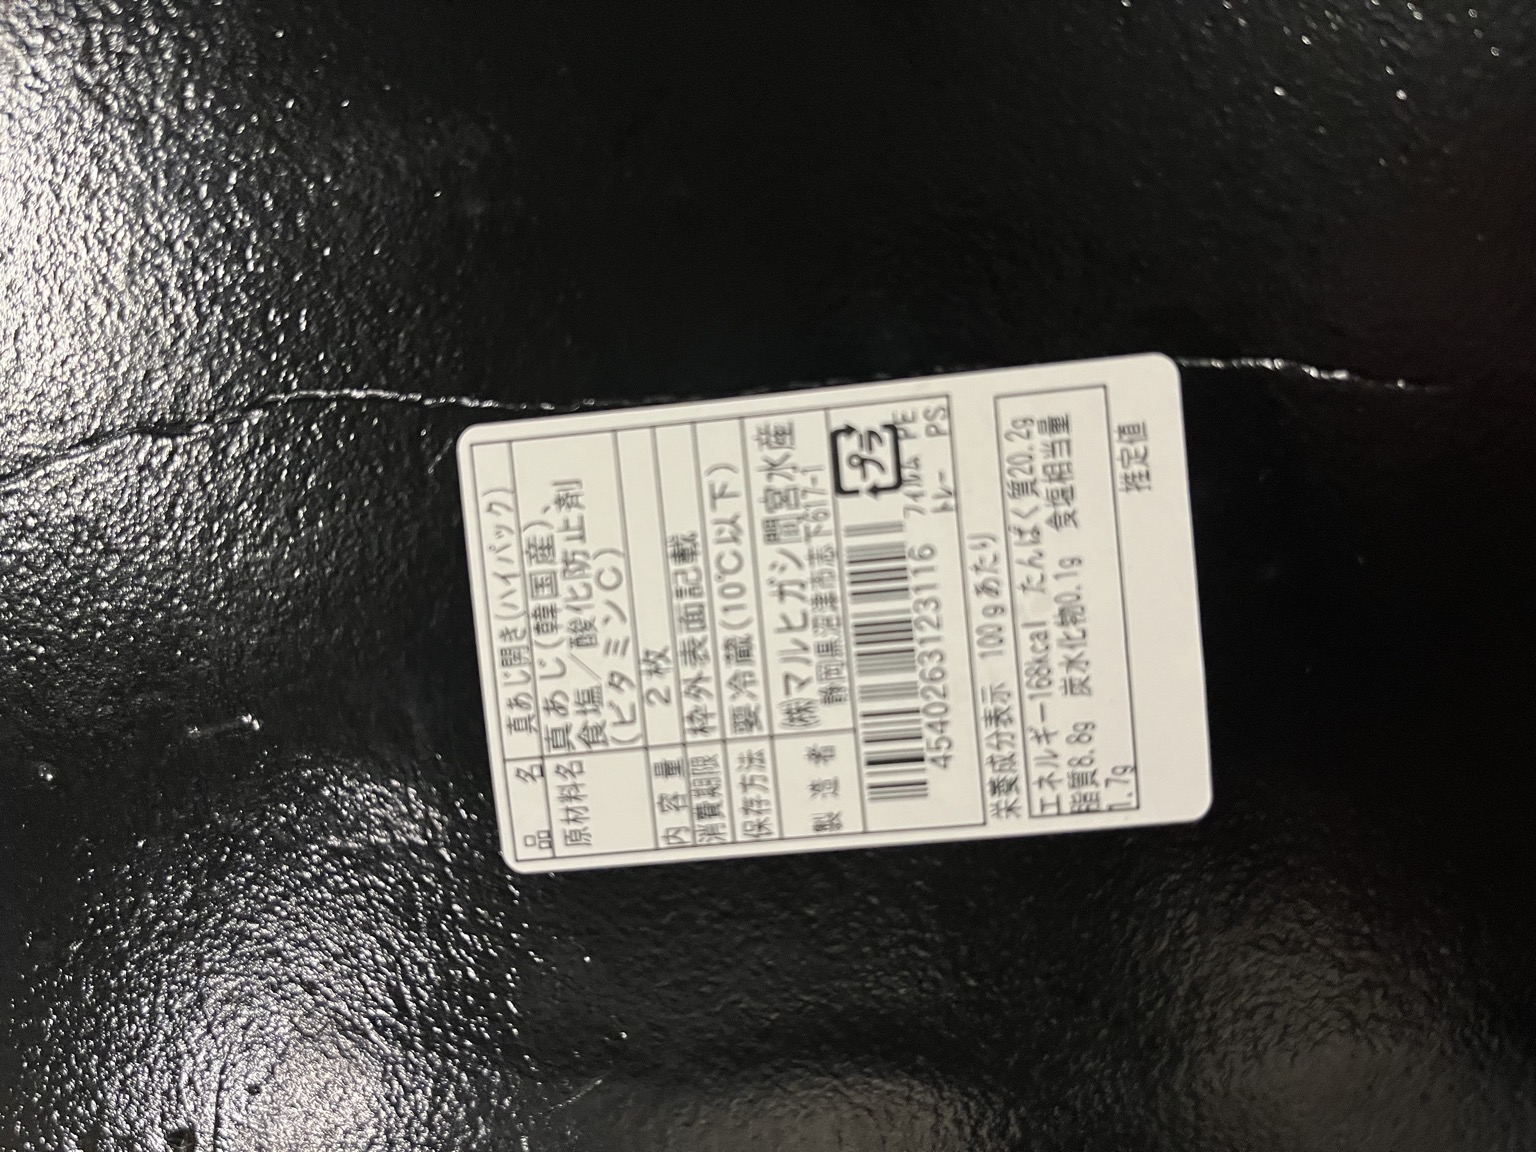 品名 真あじ開き(ハイパック)
原材料名 真あじ(韓国産)、
食塩／酸化防止剤
(ビタミンC)
内容量 2枚
消費期限 枠外表面記載
保存方法 要冷蔵(10℃以下)
製造者 ㈱マルヒガシ間宮水産
静岡県沼津市志下617-1
プラ
フィルム PE
トレー PS
4540263123116
栄養成分表示 100gあたり
エネルギー168kcal たんぱく質20.2g
脂質8.8g 炭水化物0.1g 食塩相当量
1.7g
推定値